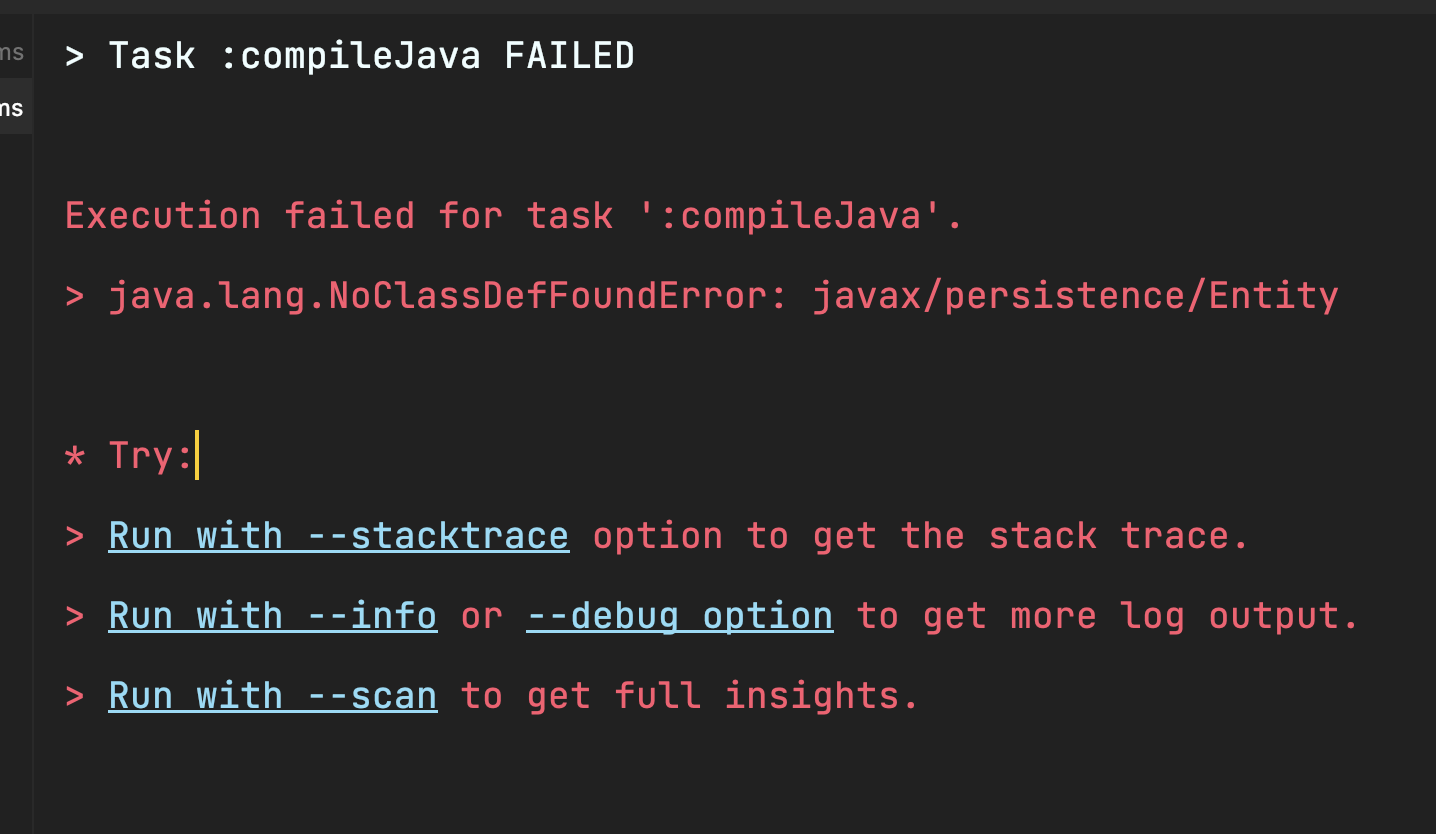 ms
> Task :compileJava FAILED
ms
Execution failed for task ':compileJava'.
> java.lang.NoClassDefFoundError: javax/persistence/Entity
* Try:
> Run with --stacktrace option to get the stack trace.
> Run with --info or --debug option to get more log output.
> Run with --scan to get full insights.